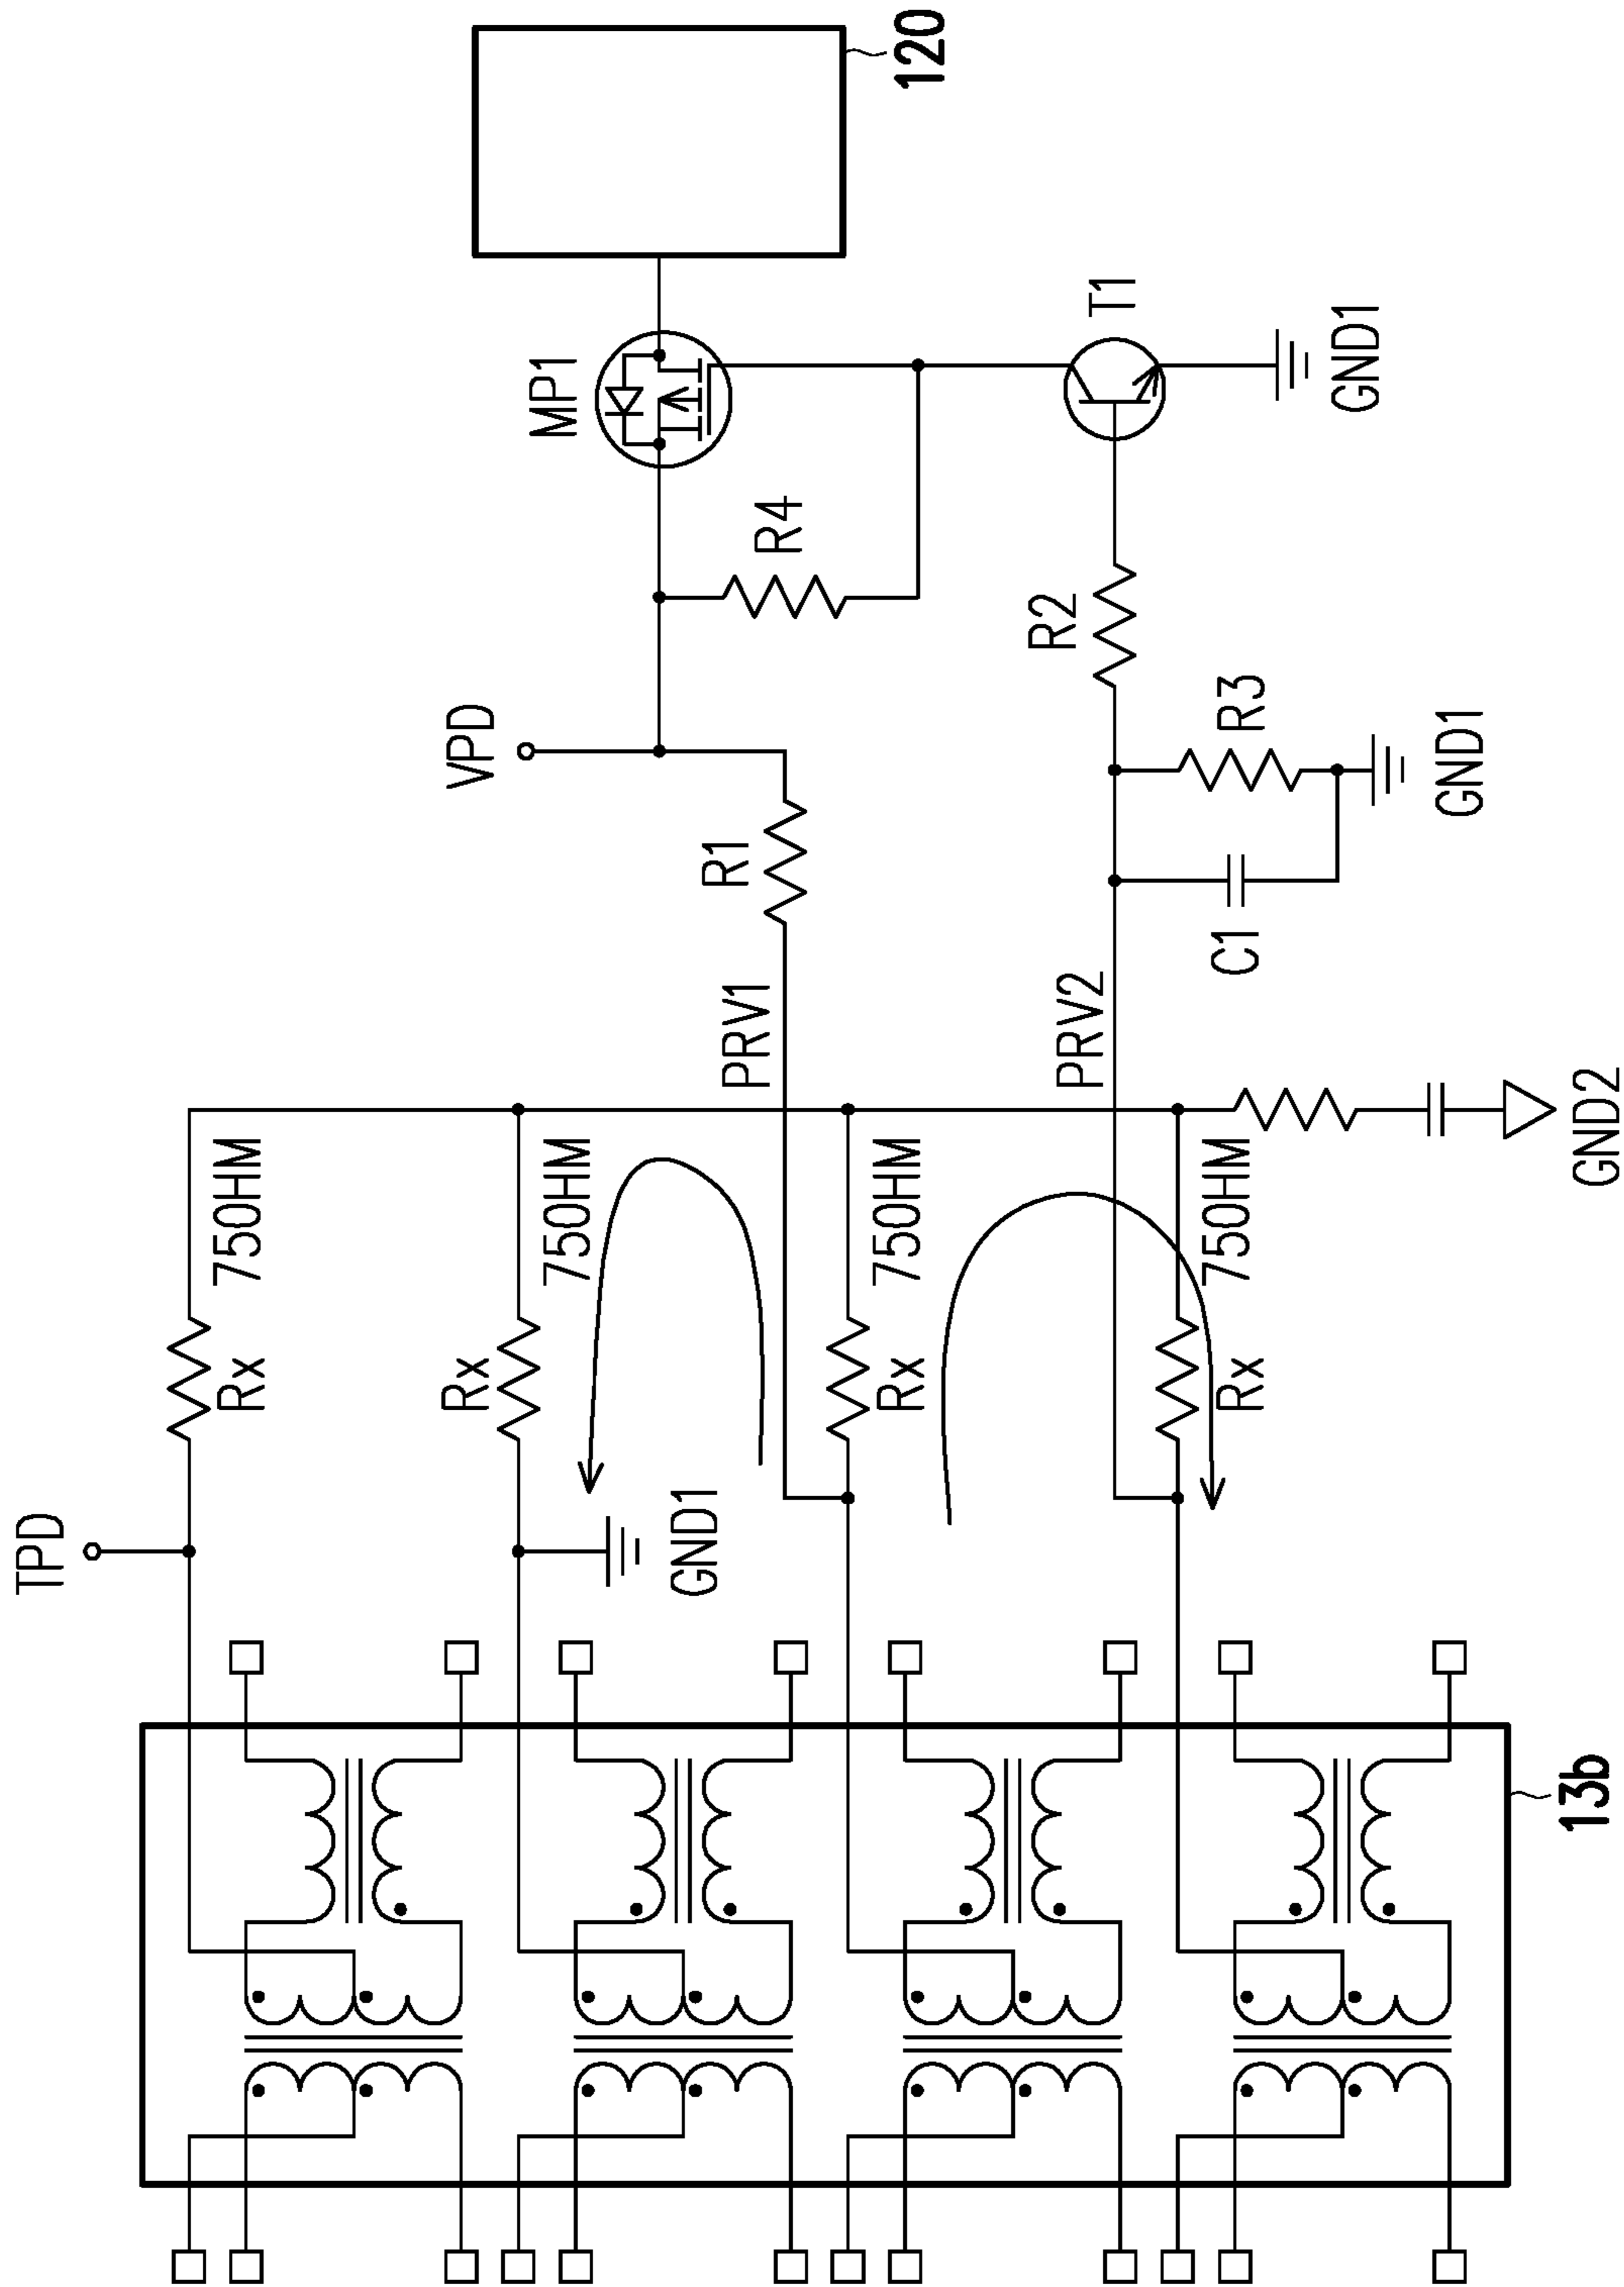 120
MP1
T1
GND1
R4
R2
VPD
R3
GND1
R1
C1
PRV1
PRV2
750HM
750HM
750HM
750HM
GND2
Rx
Rx
Rx
Rx
TPD
GND1
13b